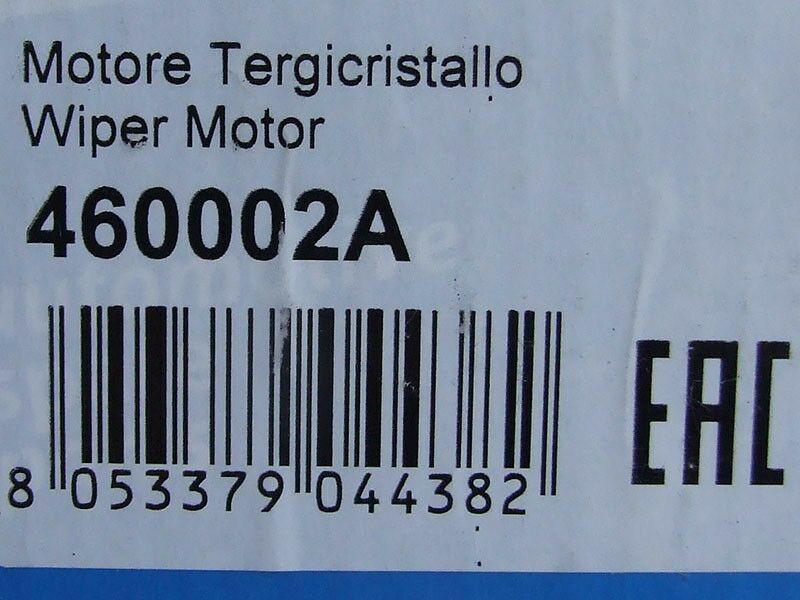 Motore Tergicristallo
Wiper Motor
460002A
8 053379 044382
EAC